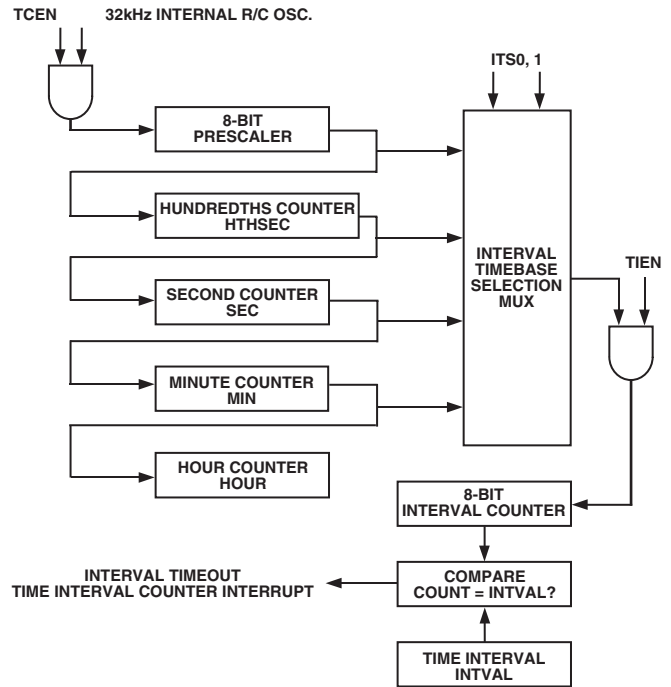 TCEN 32kHz INTERNAL R/C OSC.
ITS0, 1
8-BIT
PRESCALER
HUNDREDTHS COUNTER
HTHSEC
INTERVAL
TIMEBASE
SELECTION
MUX
TIEN
SECOND COUNTER
SEC
MINUTE COUNTER
MIN
HOUR COUNTER
HOUR
8-BIT
INTERVAL COUNTER
INTERVAL TIMEOUT
TIME INTERVAL COUNTER INTERRUPT
COMPARE
COUNT = INTVAL?
TIME INTERVAL
INTVAL